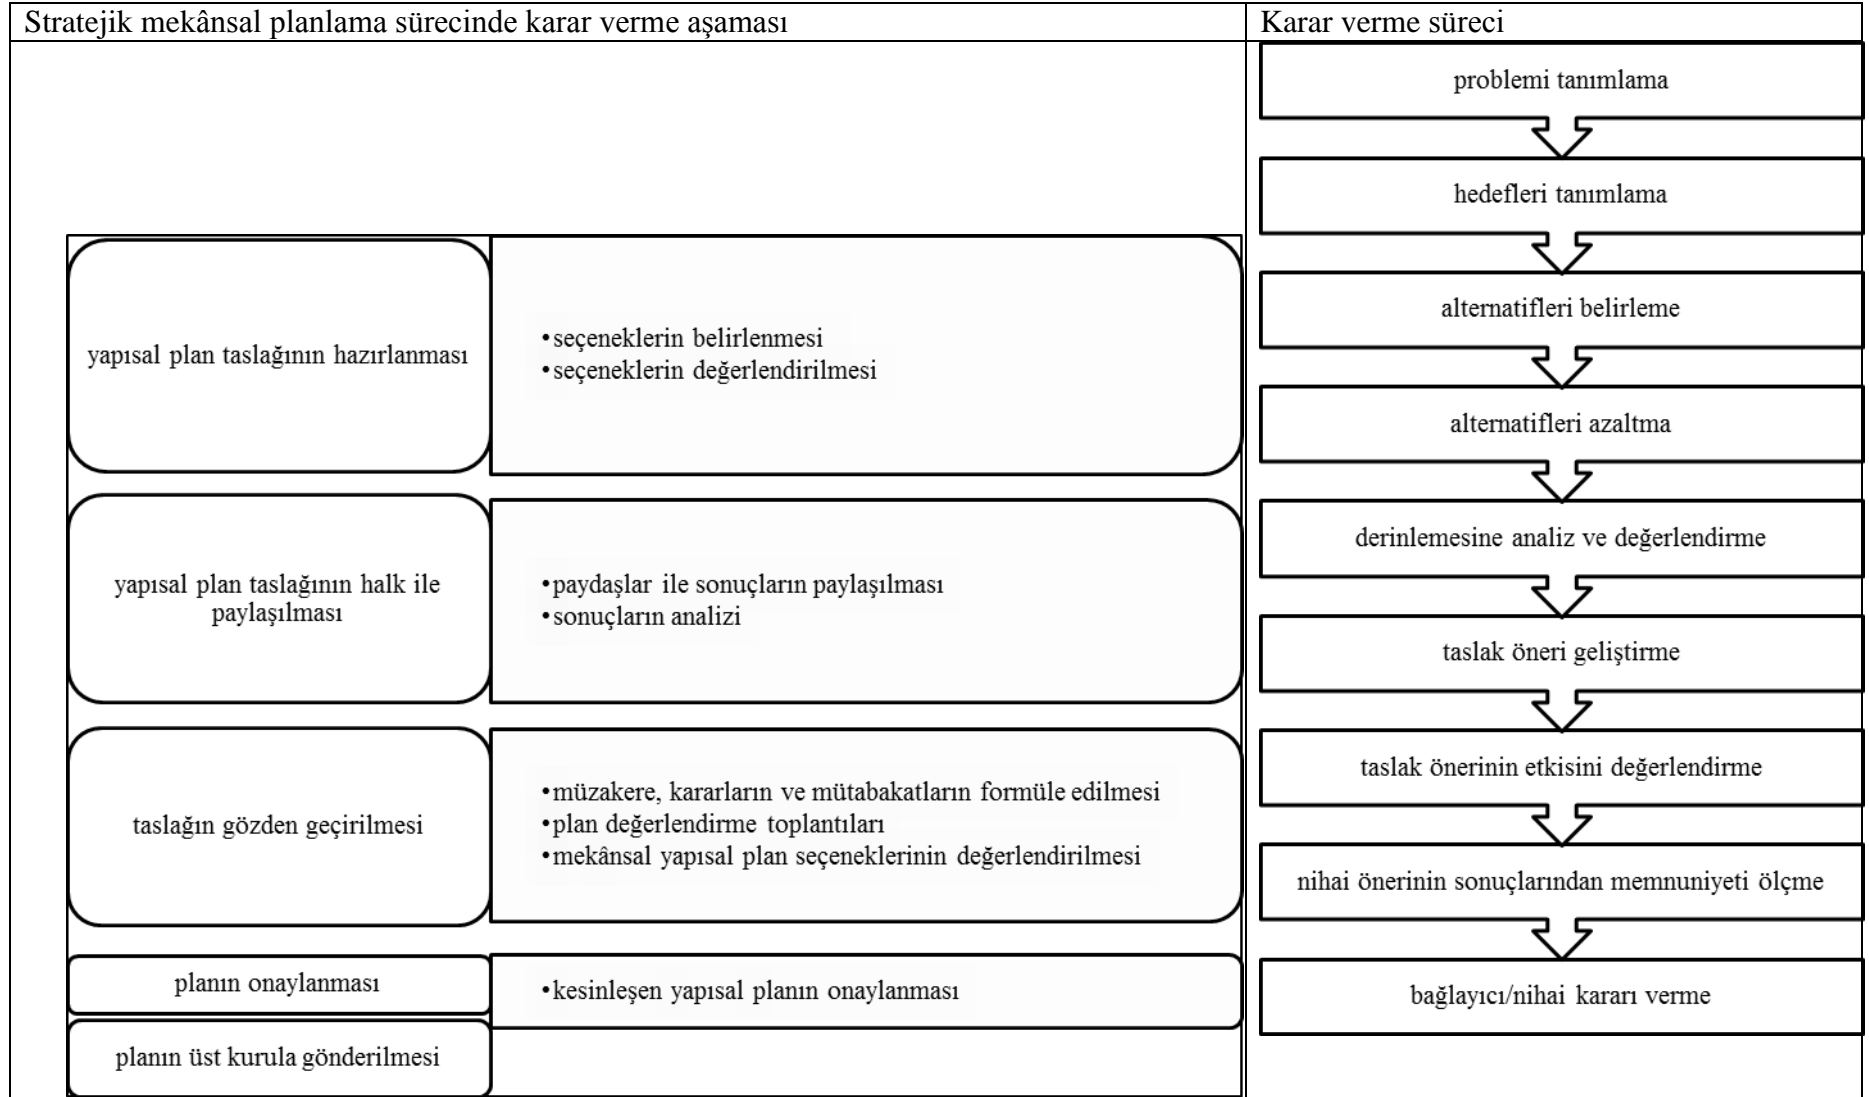 Stratejik mekânsal planlama sürecinde karar verme aşaması
yapısal plan taslağının hazırlanması
•seçeneklerin belirlenmesi
•seçeneklerin değerlendirilmesi
yapısal plan taslağının halk ile
paylaşılması
•paydaşlar ile sonuçların paylaşılması
•sonuçların analizi
taslağın gözden geçirilmesi
•müzakere, kararların ve mütabakatların formüle edilmesi
•plan değerlendirme toplantıları
•mekânsal yapısal plan seçeneklerinin değerlendirilmesi
planın onaylanması
•kesinleşen yapısal planın onaylanması
planın üst kurula gönderilmesi
Karar verme süreci
problemi tanımlama
hedefleri tanımlama
alternatifleri belirleme
alternatifleri azaltma
derinlemesine analiz ve değerlendirme
taslak öneri geliştirme
taslak önerinin etkisini değerlendirme
nihai önerinin sonuçlarından memnuniyeti ölçme
bağlayıcı/nihai kararı verme